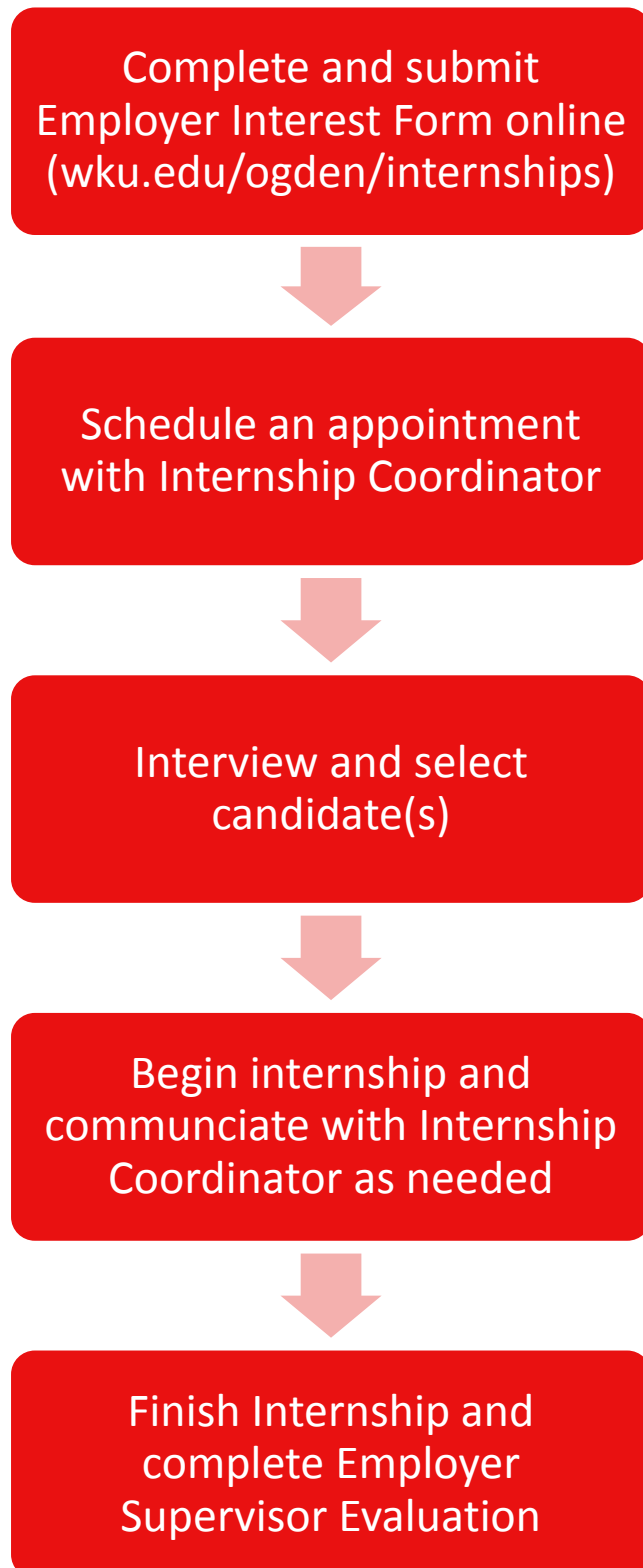 Complete and submit
Employer Interest Form online
(wku.edu/ogden/internships)
Schedule an appointment
with Internship Coordinator
Interview and select
candidate(s)
Begin internship and
communciate with Internship
Coordinator as needed
Finish Internship and
complete Employer
Supervisor Evaluation